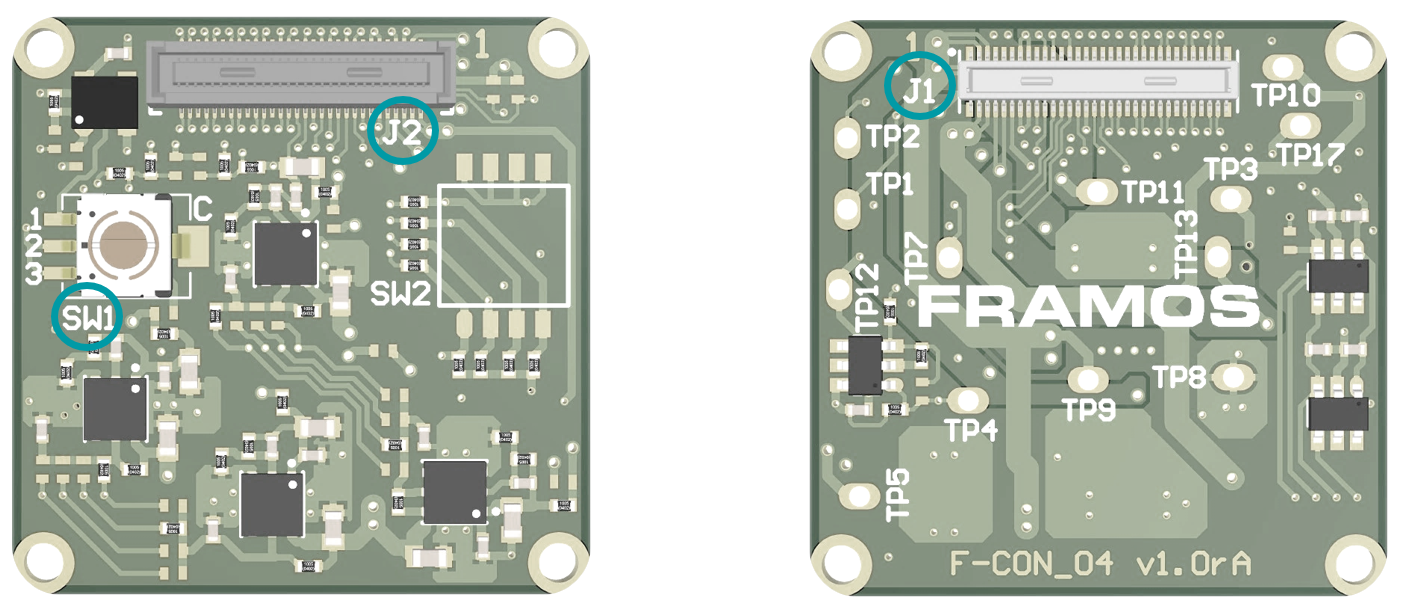 1
J2
C
1
2
3
SW2
SW1
1
J1
TP10
TP2
TP17
TP3
TP1
TP11
TP13
TP7
TP12
FRAMOS
TP8
TP9
TP4
TP5
F-CON_04 v1.0rA